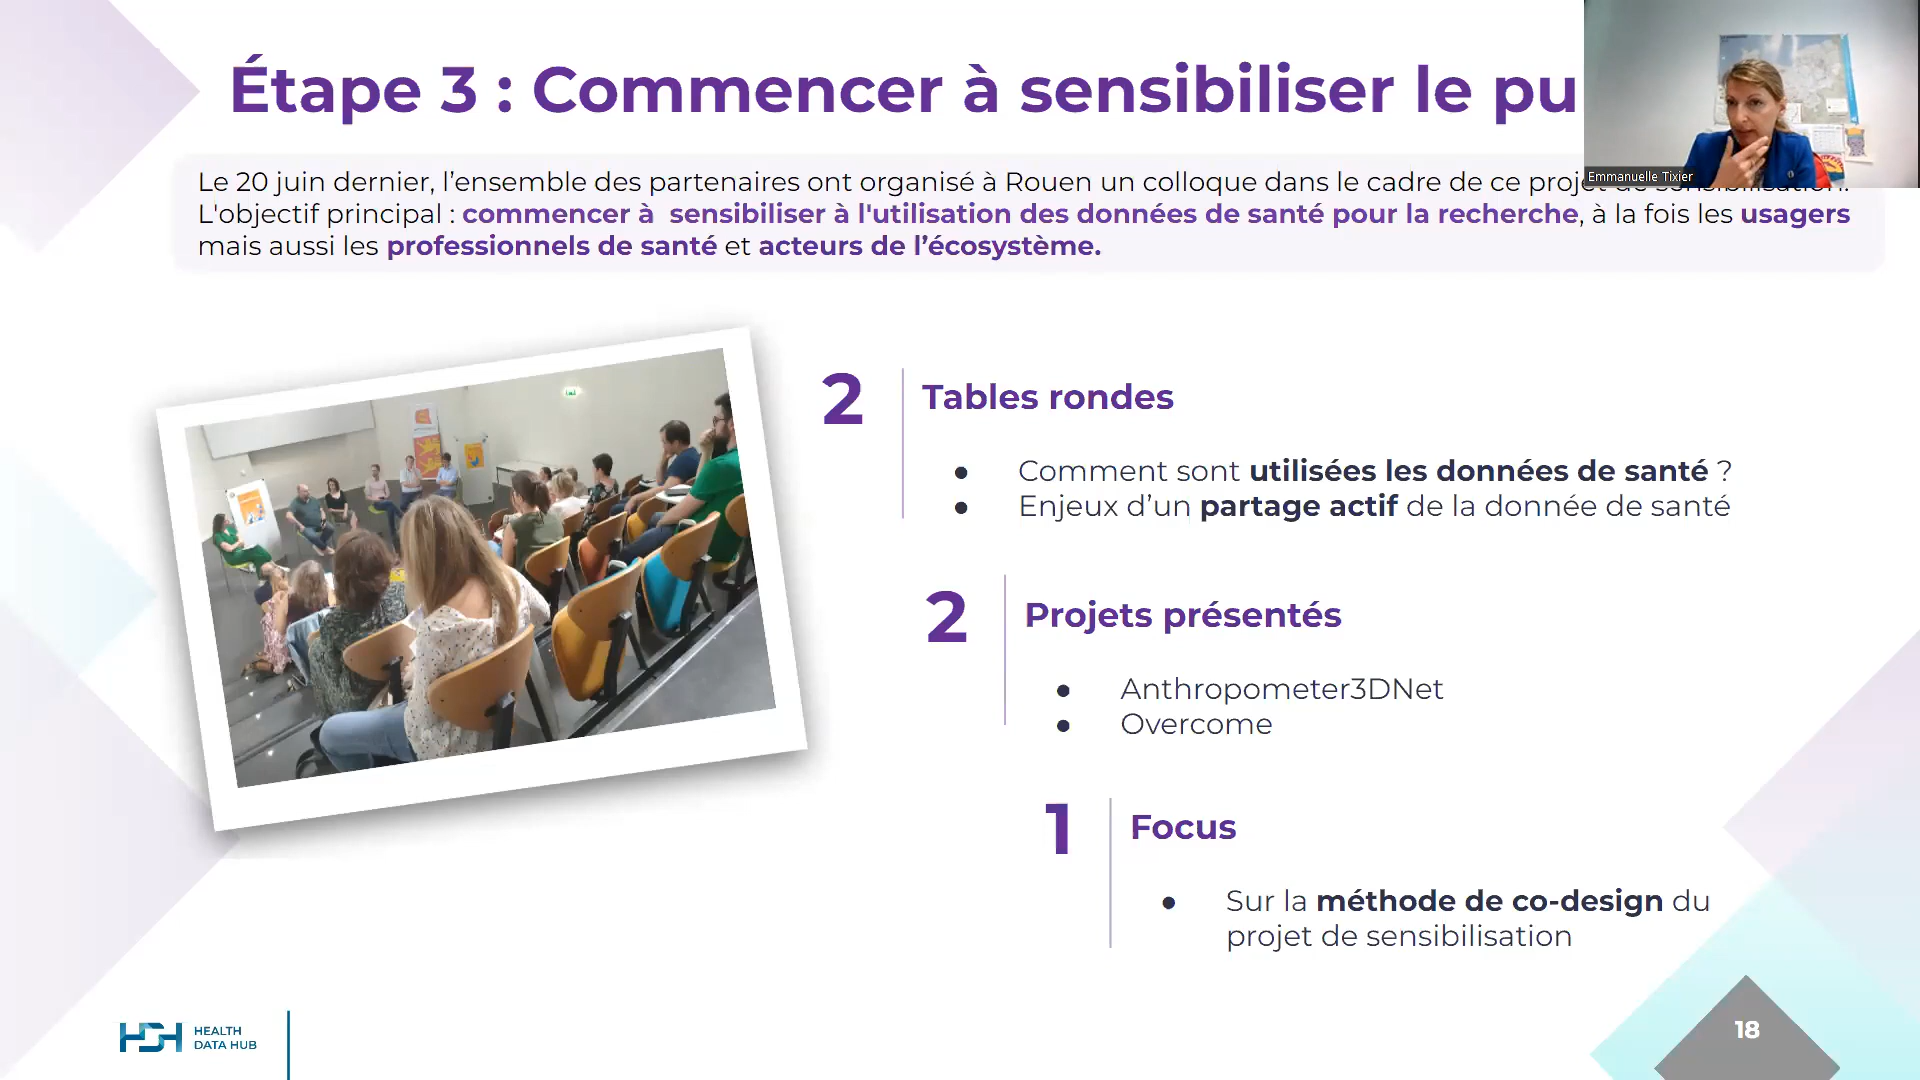 Étape 3 : Commencer à sensibiliser le pu
Emmanuelle Tixier
Le 20 juin dernier, l’ensemble des partenaires ont organisé à Rouen un colloque dans le cadre de ce projet de sensibilisation.
L'objectif principal : commencer à  sensibiliser à l'utilisation des données de santé pour la recherche, à la fois les usagers
mais aussi les professionnels de santé et acteurs de l’écosystème.
2
Tables rondes
● Comment sont utilisées les données de santé ?
● Enjeux d’un partage actif de la donnée de santé
2
Projets présentés
● Anthropometer3DNet
● Overcome
1
Focus
● Sur la méthode de co-design du
projet de sensibilisation
HDH HEALTH
DATA HUB
18